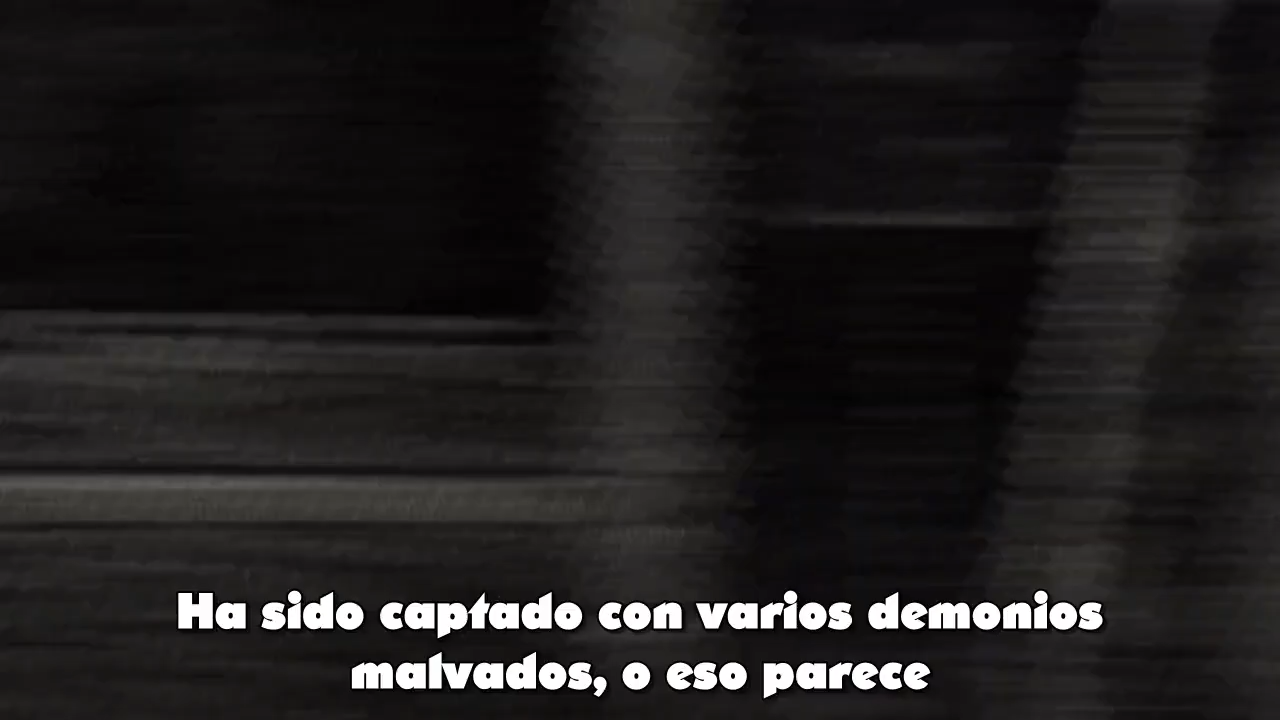 Ha sido captado con varios demonios
malvados, o eso parece